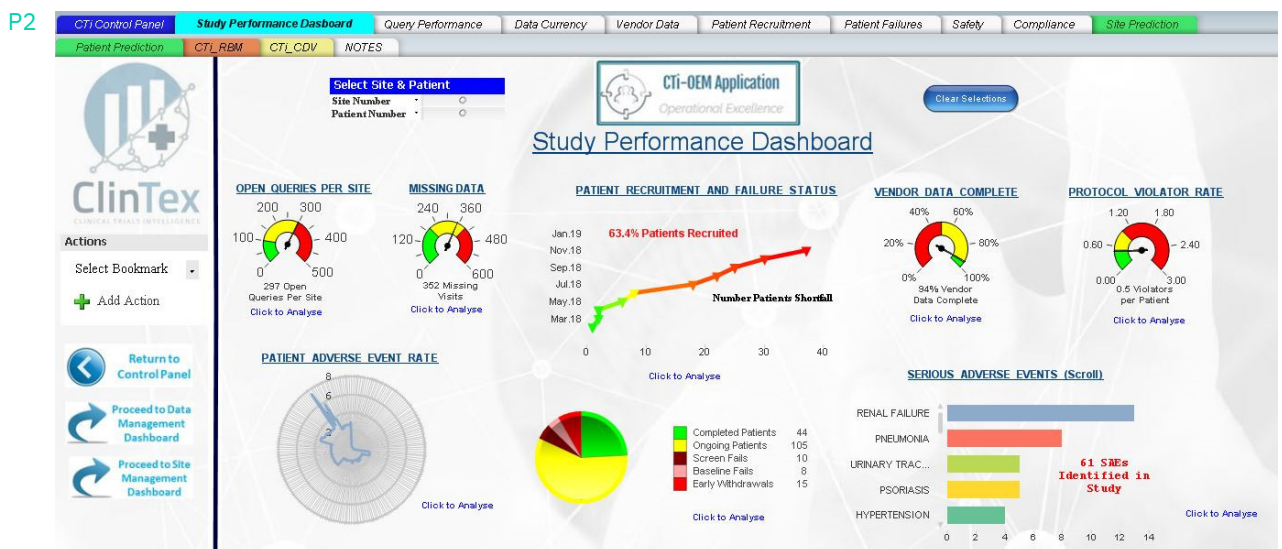 P2
CTi Control Panel
Study Performance Dasboard
Query Performance
Data Currency
Vendor Data
Patient Recruitment
Patient Failures
Safety
Compliance
Site Prediction
Patient Prediction
CTi_RBM
CTi_CDV
NOTES
ClinTex
CLINICAL TRIALS INTELLIGENCE
Actions
Select Bookmark
Add Action
Return to
Control Panel
Proceed to Data
Management
Dashboard
Proceed to Site
Management
Dashboard
Select Site & Patient
Site Number
Patient Number
CTi-OEM Application
Operational Excellence
Clear Selections
Study Performance Dashboard
OPEN QUERIES PER SITE
0 100 200 300 400 500
297 Open
Queries Per Site
Click to Analyse
MISSING DATA
0 120 240 360 480 600
352 Missing
Visits
Click to Analyse
PATIENT RECRUITMENT AND FAILURE STATUS
63.4% Patients Recruited
Jan.19
Nov.18
Sep.18
Jul.18
May.18
Mar.18
Number Patients Shortfall
0 10 20 30 40
Click to Analyse
VENDOR DATA COMPLETE
0% 20% 40% 60% 80% 100%
94% Vendor
Data Complete
Click to Analyse
PROTOCOL VIOLATOR RATE
0.00 0.60 1.20 1.80 2.40 3.00
0.5 Violators
per Patient
Click to Analyse
PATIENT ADVERSE EVENT RATE
8
6
2
Click to Analyse
Completed Patients 44
Ongoing Patients 105
Screen Fails 10
Baseline Fails 8
Early Withdrawals 15
Click to Analyse
SERIOUS ADVERSE EVENTS (Scroll)
RENAL FAILURE
PNEUMONIA
URINARY TRAC...
PSORIASIS
HYPERTENSION
61 SAEs
Identified in
Study
0 2 4 6 8 10 12 14
Click to Analyse